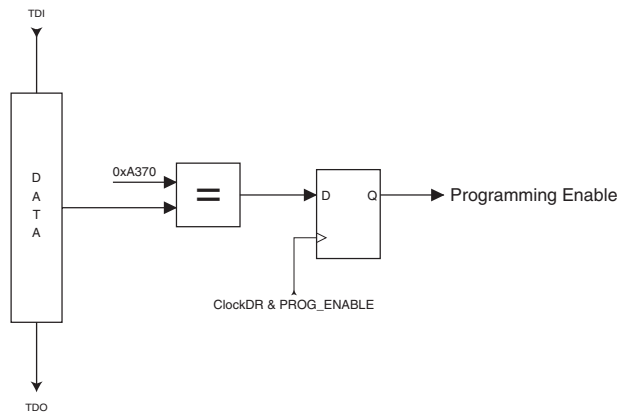 TDI
D
A
T
A
0xA370
=
D
Q
Programming Enable
ClockDR & PROG_ENABLE
TDO